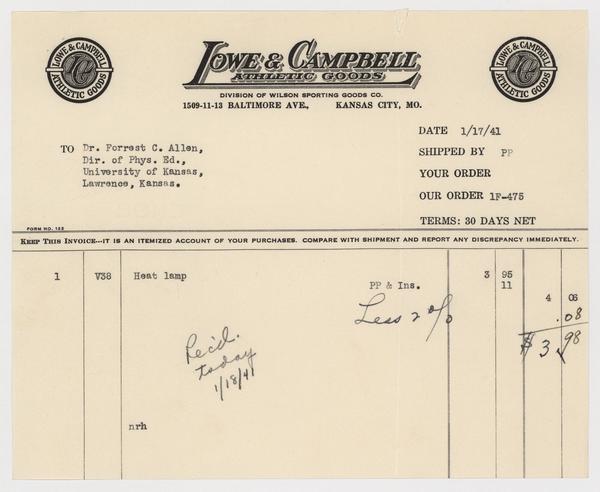 LOWE & CAMPBELL
ATHLETIC GOODS
LC
LOWE & CAMPBELL
ATHLETIC GOODS
LOWE & CAMPBELL
ATHLETIC GOODS
LC
DIVISION OF WILSON SPORTING GOODS CO.
1509-11-13 BALTIMORE AVE., KANSAS CITY, MO.
DATE 1/17/41
TO Dr. Forrest C. Allen,
SHIPPED BY PP
Dir. of Phys. Ed.,
University of Kansas,
YOUR ORDER
Lawrence, Kansas.
OUR ORDER 1F-475
TERMS: 30 DAYS NET
FORM NO. 122
KEEP THIS INVOICE---IT IS AN ITEMIZED ACCOUNT OF YOUR PURCHASES. COMPARE WITH SHIPMENT AND REPORT ANY DISCREPANCY IMMEDIATELY.
1 V38 Heat lamp 3 95
PP & Ins. 11
4 06
Less 2 % .08
$ 3 98
Rec'd.
today
1/18/41
nrh